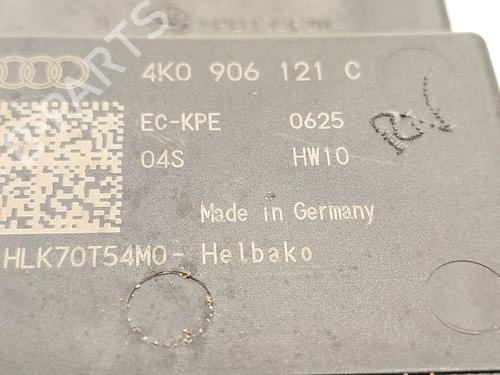 4K0 906 121 C
EC-KPE 0625
04S HW10
Made in Germany
HLK70T54M0- Helbako